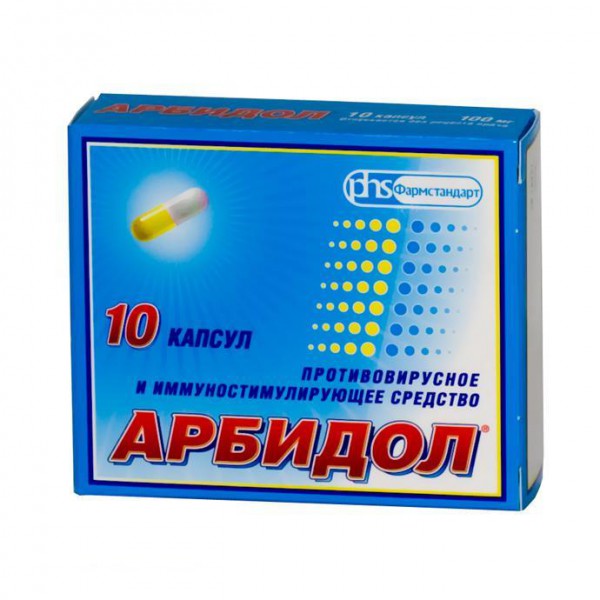 АРБИДОЛ 10 капсул 100 мг
phs Фармстандарт
10 КАПСУЛ
ПРОТИВОВИРУСНОЕ
И ИММУНОСТИМУЛИРУЮЩЕЕ СРЕДСТВО
АРБИДОЛ®